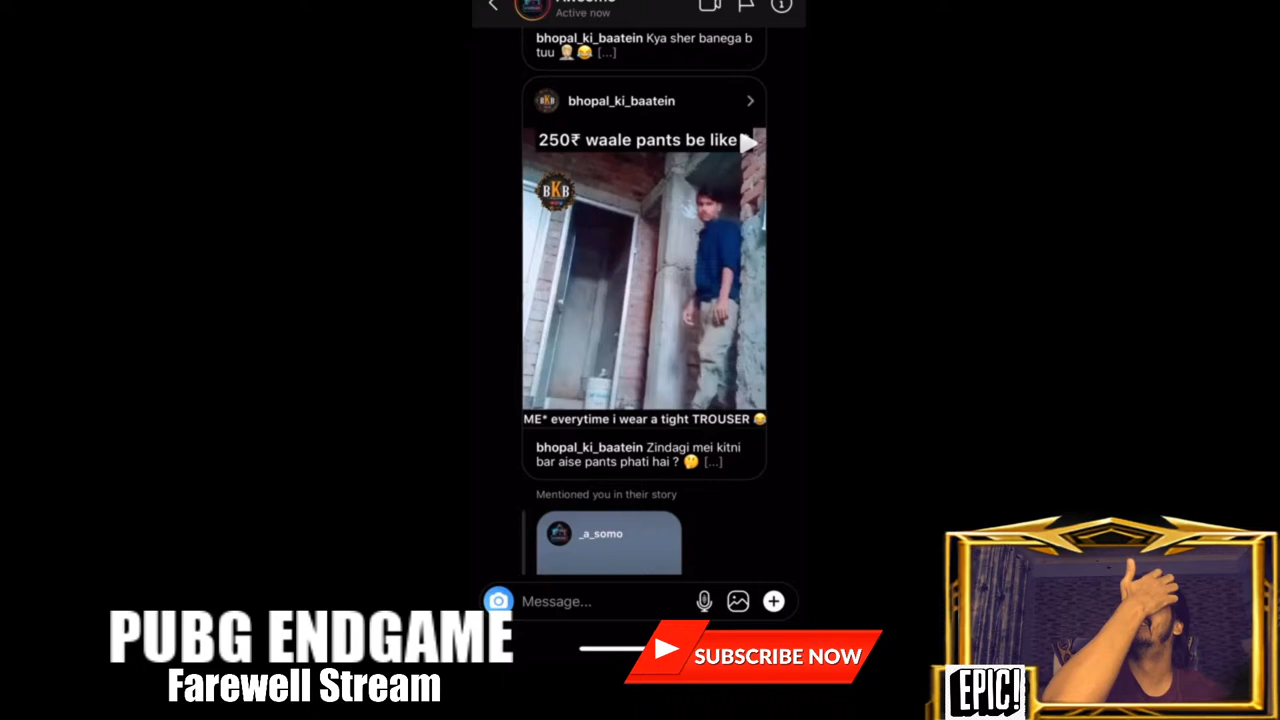 Active now
bhopal_ki_baatein Kya sher banega b
tuu 🤦🏼😂 [...]
BKB
bhopal_ki_baatein
250₹ waale pants be like
BKB
ME* everytime i wear a tight TROUSER 😂
bhopal_ki_baatein Zindagi mei kitni
bar aise pants phati hai ? 🤔 [...]
Mentioned you in their story
_a_somo
Message...
PUBG ENDGAME
Farewell Stream
SUBSCRIBE NOW
EPIC!